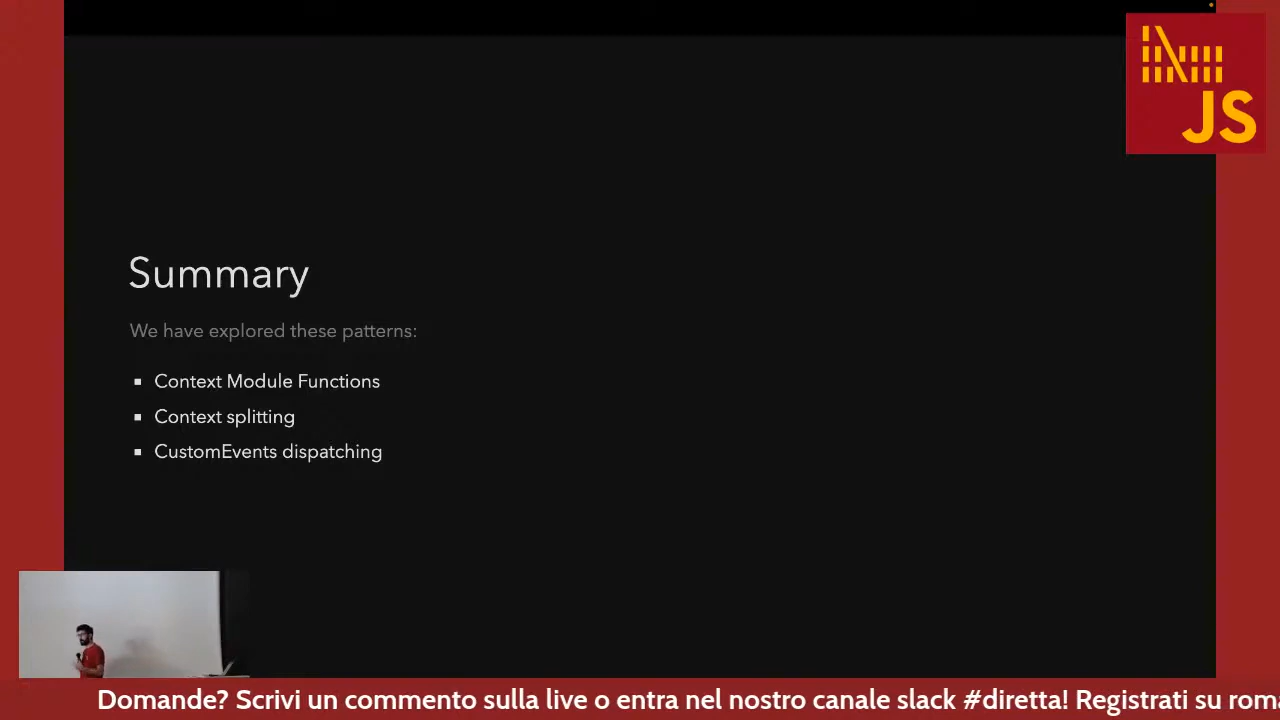 JS
Summary
We have explored these patterns:
Context Module Functions
Context splitting
CustomEvents dispatching
Domande? Scrivi un commento sulla live o entra nel nostro canale slack #diretta! Registrati su roma